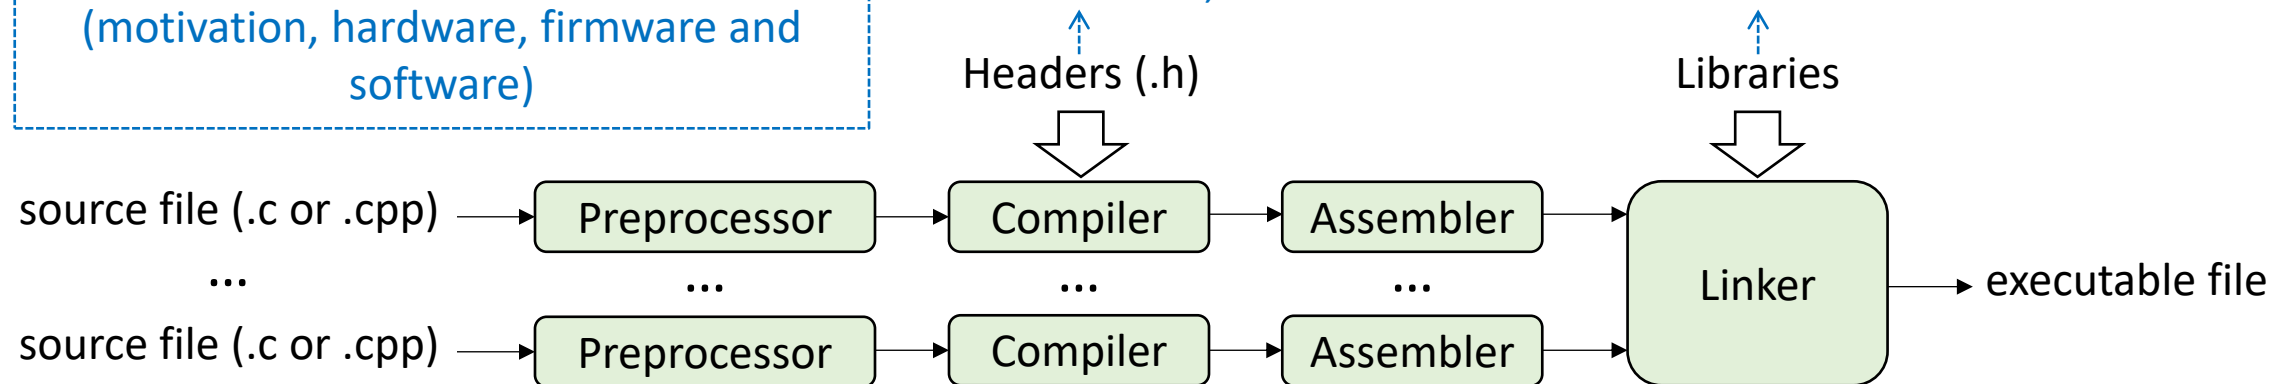 (motivation, hardware, firmware and
software)
Headers (.h)
Libraries
source file (.c or .cpp)
Preprocessor
Compiler
Assembler
...
...
...
...
Linker
executable file
source file (.c or .cpp)
Preprocessor
Compiler
Assembler